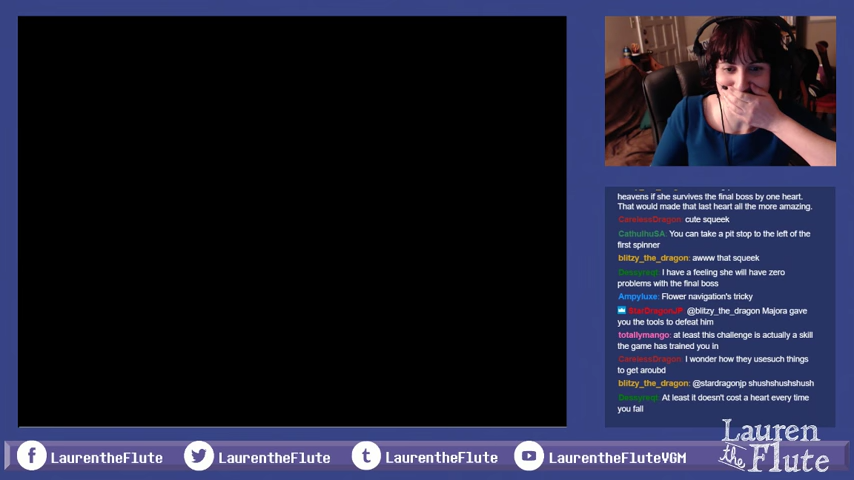 heavens if she survives the final boss by one heart.
That would made that last heart all the more amazing.
CarelessDragon: cute squeek
CathulhuSA: You can take a pit stop to the left of the
first spinner
blitzy_the_dragon: awww that squeek
I have a feeling she will have zero
problems with the final boss
Ampyluxe: Flower navigation's tricky
StarDragonJP: @blitzy_the_dragon Majora gave
you the tools to defeat him
totallymango: at least this challenge is actually a skill
the game has trained you in
CarelessDragon: I wonder how they usesuch things
to get aroubd
blitzy_the_dragon: @stardragonjp shushshushshush
At least it doesn't cost a heart every time
you fall
Lauren
the Flute
f LaurentheFlute LaurentheFlute t LaurentheFlute LaurentheFluteVGM